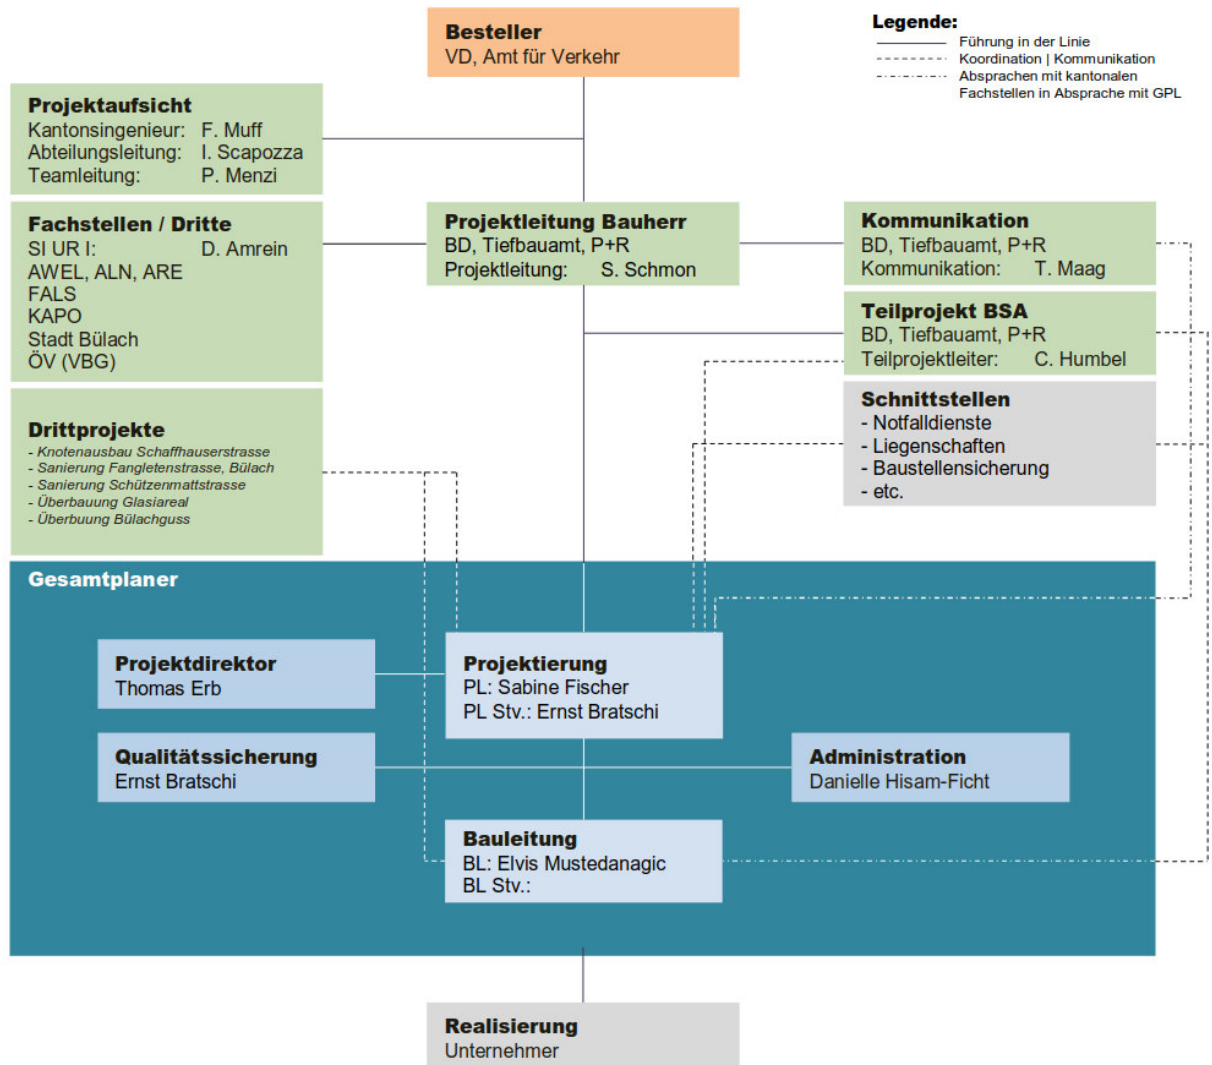 Besteller
VD, Amt für Verkehr
Legende:
Führung in der Linie
Koordination | Kommunikation
Absprachen mit kantonalen
Fachstellen in Absprache mit GPL
Projektaufsicht
Kantonsingenieur: F. Muff
Abteilungsleitung: I. Scapozza
Teamleitung: P. Menzi
Fachstellen / Dritte
SI UR I: D. Amrein
AWEL, ALN, ARE
FALS
KAPO
Stadt Bülach
ÖV (VBG)
Projektleitung Bauherr
BD, Tiefbauamt, P+R
Projektleitung: S. Schmon
Kommunikation
BD, Tiefbauamt, P+R
Kommunikation: T. Maag
Teilprojekt BSA
BD, Tiefbauamt, P+R
Teilprojektleiter: C. Humbel
Schnittstellen
- Notfalldienste
- Liegenschaften
- Baustellensicherung
- etc.
Drittprojekte
- Knotenausbau Schaffhauserstrasse
- Sanierung Fangletenstrasse, Bülach
- Sanierung Schützenmattstrasse
- Überbauung Glasiareal
- Überbuung Bülachguss
Gesamtplaner
Projektdirektor
Thomas Erb
Projektierung
PL: Sabine Fischer
PL Stv.: Ernst Bratschi
Qualitätssicherung
Ernst Bratschi
Administration
Danielle Hisam-Ficht
Bauleitung
BL: Elvis Mustedanagic
BL Stv.:
Realisierung
Unternehmer